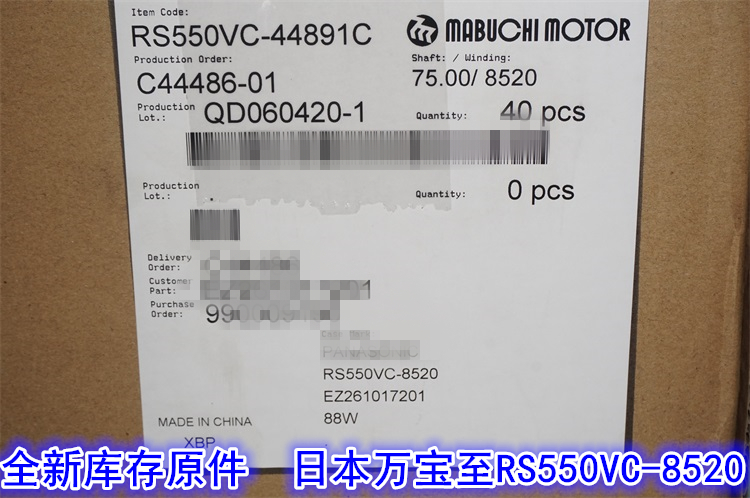 Item Code:
RS550VC-44891C
MABUCHI MOTOR
Production Order:
C44486-01
Shaft: / Winding:
75.00/ 8520
Production Lot.:
QD060420-1
Quantity: 40 pcs
Production Lot.:
Quantity: 0 pcs
Delivery Order:
Customer Part:
Purchase Order:
PANASONIC
RS550VC-8520
EZ261017201
88W
MADE IN CHINA
XBP
全新库存原件 日本万宝至RS550VC-8520